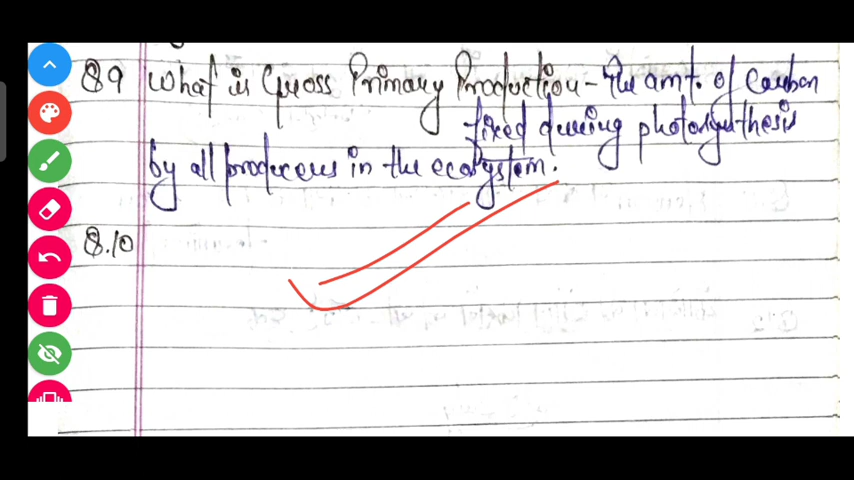 Q9 What is Gross Primary Production - The amt. of Carbon
fixed during photosynthesis
by all producers in the ecosystem.
Q.10